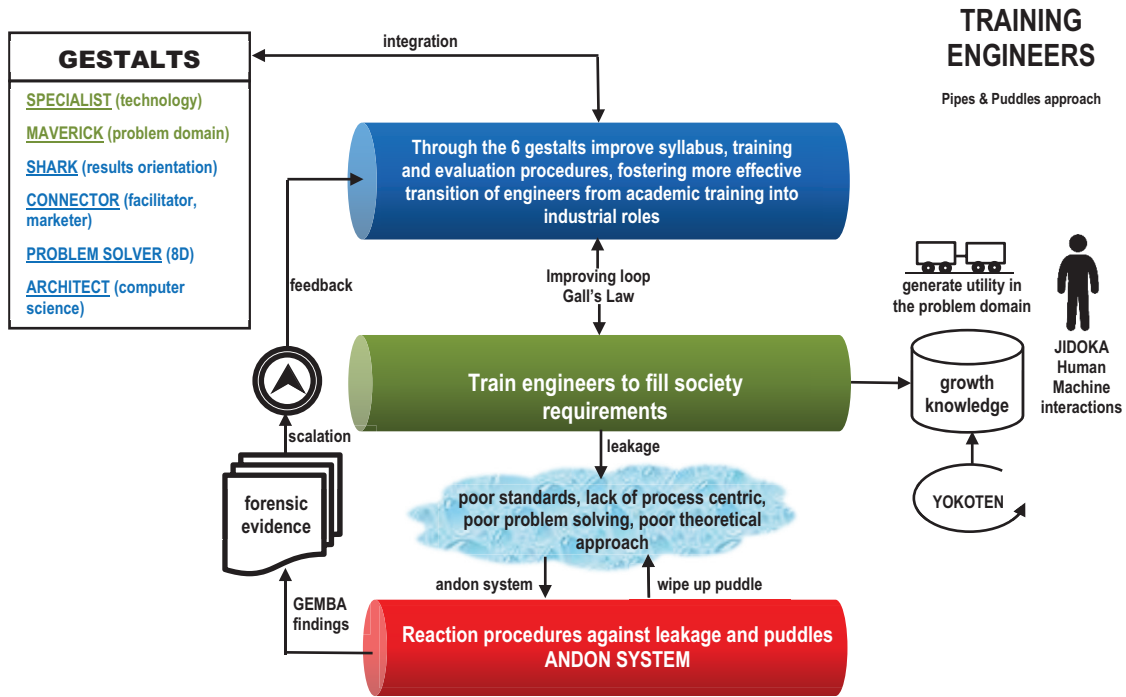 TRAINING
ENGINEERS
Pipes & Puddles approach
GESTALTS
SPECIALIST (technology)
MAVERICK (problem domain)
SHARK (results orientation)
CONNECTOR (facilitator,
marketer)
PROBLEM SOLVER (8D)
ARCHITECT (computer
science)
integration
Through the 6 gestalts improve syllabus, training
and evaluation procedures, fostering more effective
transition of engineers from academic training into
industrial roles
feedback
Improving loop
Gall's Law
generate utility in
the problem domain
JIDOKA
Human
Machine
interactions
Train engineers to fill society
requirements
growth
knowledge
YOKOTEN
scalation
leakage
forensic
evidence
poor standards, lack of process centric,
poor problem solving, poor theoretical
approach
andon system
wipe up puddle
GEMBA
findings
Reaction procedures against leakage and puddles
ANDON SYSTEM